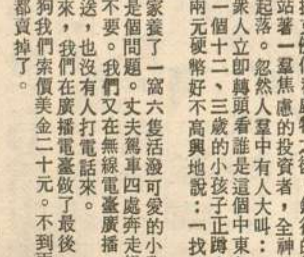 站著一羣焦慮的投資者，全神
起落。忽然人羣中有人大叫：
衆人立即轉頭看誰是這個中東
一個十二、三歲的小孩子正蹲
兩元硬幣好不高興地說：「找
家養了一窩六隻活潑可愛的小
是個問題。丈夫駕車四處奔走
不要。我們又在無線電臺廣播
送，也沒有人打電話來。
來，我們在廣播電臺做了最後
狗我們索價美金二十元。不到
都賣掉了。